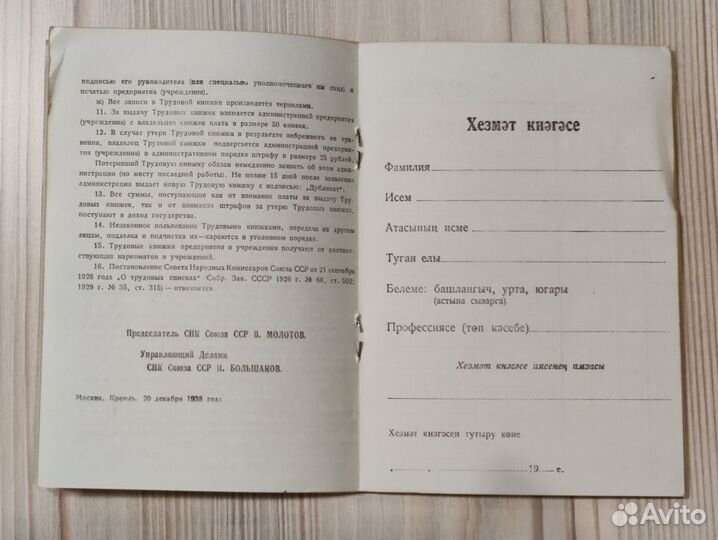 подписью его руководителя (или специально уполномоченного им лица) и
печатью предприятия (учреждения).
ж) Все записи в Трудовой книжке производятся чернилами.
11. За выдачу Трудовых книжек взимается администрацией предприятия
(учреждения) с владельцев книжек плата в размере 50 копеек.
12. В случае утери Трудовой книжки в результате небрежного ее хра-
нения, владелец Трудовой книжки подвергается администрацией предприя-
тия (учреждения) в административном порядке штрафу в размере 25 рублей.
Потерявший Трудовую книжку обязан немедленно заявить об этом адми-
нистрации (по месту последней работы). Не позже 15 дней после заявления
администрация выдает новую Трудовую книжку с надписью: „Дубликат".
13. Все суммы, поступающие как от взимания платы за выдачу Тру-
довых книжек, так и от взимания штрафов за утерю Трудовых книжек,
поступают в доход государства.
14. Незаконное пользование Трудовыми книжками, передача их другим
лицам, подделка и подчистка их—караются в уголовном порядке.
15. Трудовые книжки предприятия и учреждения получают от соответ-
ствующих наркоматов и учреждений.
16. Постановление Совета Народных Комиссаров Союза ССР от 21 сентября
1926 года „О трудовых списках" (Собр. Зак. СССР 1926 г. № 66, ст. 502;
1929 г. № 35, ст. 315) — отменяется.
Председатель СНК Союза ССР В. МОЛОТОВ.
Управляющий Делами
СНК Союза ССР И. БОЛЬШАКОВ.
Москва, Кремль. 20 декабря 1938 года.
Хезмәт кнәгәсе
Фамилия
Исем
Атасының исме
Туган елы
Белеме: башлангыч, урта, югары
(астына сызарга)
Профессиясе (төп кәсебе)
Хезмәт кнәгәсе иясенең имзасы
Хезмәт кнәгәсен тутыру көне
19 е.
Avito